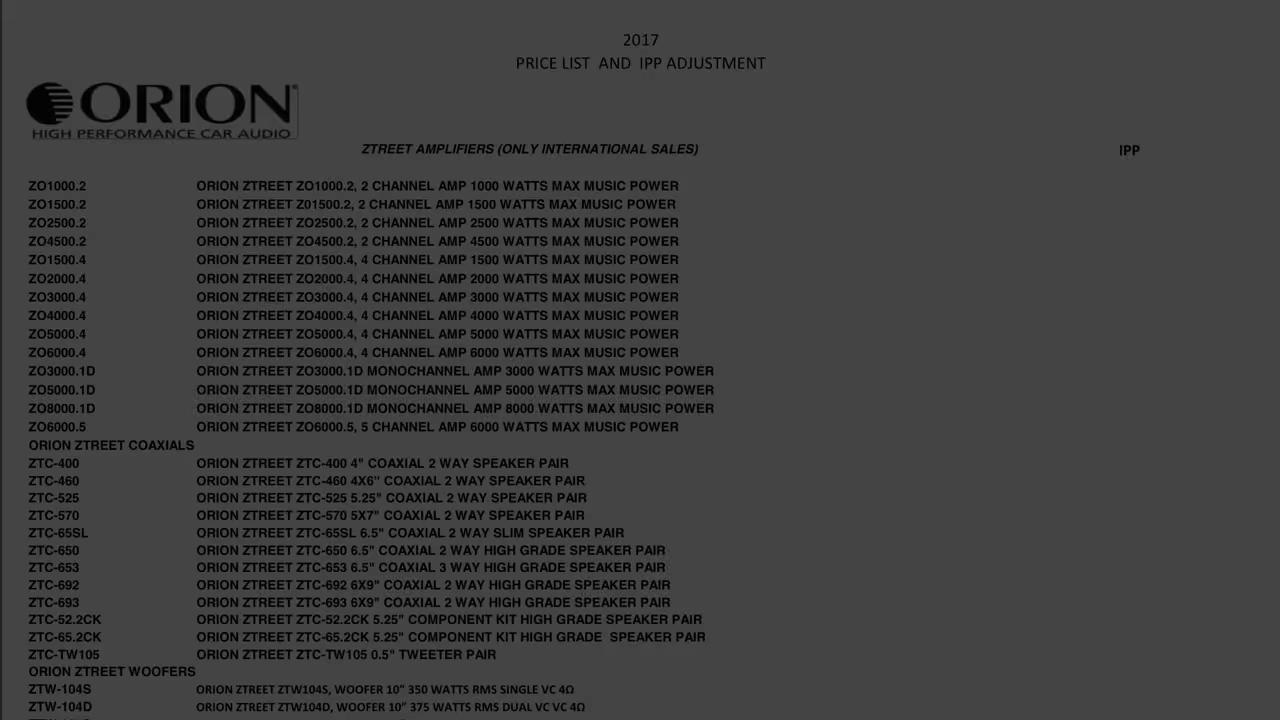 2017
PRICE LIST AND IPP ADJUSTMENT
ORION®
HIGH PERFORMANCE CAR AUDIO
ZTREET AMPLIFIERS (ONLY INTERNATIONAL SALES) IPP
ZO1000.2 ORION ZTREET ZO1000.2, 2 CHANNEL AMP 1000 WATTS MAX MUSIC POWER
ZO1500.2 ORION ZTREET Z01500.2, 2 CHANNEL AMP 1500 WATTS MAX MUSIC POWER
ZO2500.2 ORION ZTREET ZO2500.2, 2 CHANNEL AMP 2500 WATTS MAX MUSIC POWER
ZO4500.2 ORION ZTREET ZO4500.2, 2 CHANNEL AMP 4500 WATTS MAX MUSIC POWER
ZO1500.4 ORION ZTREET ZO1500.4, 4 CHANNEL AMP 1500 WATTS MAX MUSIC POWER
ZO2000.4 ORION ZTREET ZO2000.4, 4 CHANNEL AMP 2000 WATTS MAX MUSIC POWER
ZO3000.4 ORION ZTREET ZO3000.4, 4 CHANNEL AMP 3000 WATTS MAX MUSIC POWER
ZO4000.4 ORION ZTREET ZO4000.4, 4 CHANNEL AMP 4000 WATTS MAX MUSIC POWER
ZO5000.4 ORION ZTREET ZO5000.4, 4 CHANNEL AMP 5000 WATTS MAX MUSIC POWER
ZO6000.4 ORION ZTREET ZO6000.4, 4 CHANNEL AMP 6000 WATTS MAX MUSIC POWER
ZO3000.1D ORION ZTREET ZO3000.1D MONOCHANNEL AMP 3000 WATTS MAX MUSIC POWER
ZO5000.1D ORION ZTREET ZO5000.1D MONOCHANNEL AMP 5000 WATTS MAX MUSIC POWER
ZO8000.1D ORION ZTREET ZO8000.1D MONOCHANNEL AMP 8000 WATTS MAX MUSIC POWER
ZO6000.5 ORION ZTREET ZO6000.5, 5 CHANNEL AMP 6000 WATTS MAX MUSIC POWER
ORION ZTREET COAXIALS
ZTC-400 ORION ZTREET ZTC-400 4" COAXIAL 2 WAY SPEAKER PAIR
ZTC-460 ORION ZTREET ZTC-460 4X6" COAXIAL 2 WAY SPEAKER PAIR
ZTC-525 ORION ZTREET ZTC-525 5.25" COAXIAL 2 WAY SPEAKER PAIR
ZTC-570 ORION ZTREET ZTC-570 5X7" COAXIAL 2 WAY SPEAKER PAIR
ZTC-65SL ORION ZTREET ZTC-65SL 6.5" COAXIAL 2 WAY SLIM SPEAKER PAIR
ZTC-650 ORION ZTREET ZTC-650 6.5" COAXIAL 2 WAY HIGH GRADE SPEAKER PAIR
ZTC-653 ORION ZTREET ZTC-653 6.5" COAXIAL 3 WAY HIGH GRADE SPEAKER PAIR
ZTC-692 ORION ZTREET ZTC-692 6X9" COAXIAL 2 WAY HIGH GRADE SPEAKER PAIR
ZTC-693 ORION ZTREET ZTC-693 6X9" COAXIAL 2 WAY HIGH GRADE SPEAKER PAIR
ZTC-52.2CK ORION ZTREET ZTC-52.2CK 5.25" COMPONENT KIT HIGH GRADE SPEAKER PAIR
ZTC-65.2CK ORION ZTREET ZTC-65.2CK 5.25" COMPONENT KIT HIGH GRADE SPEAKER PAIR
ZTC-TW105 ORION ZTREET ZTC-TW105 0.5" TWEETER PAIR
ORION ZTREET WOOFERS
ZTW-104S ORION ZTREET ZTW104S, WOOFER 10” 350 WATTS RMS SINGLE VC 4Ω
ZTW-104D ORION ZTREET ZTW104D, WOOFER 10” 375 WATTS RMS DUAL VC VC 4Ω